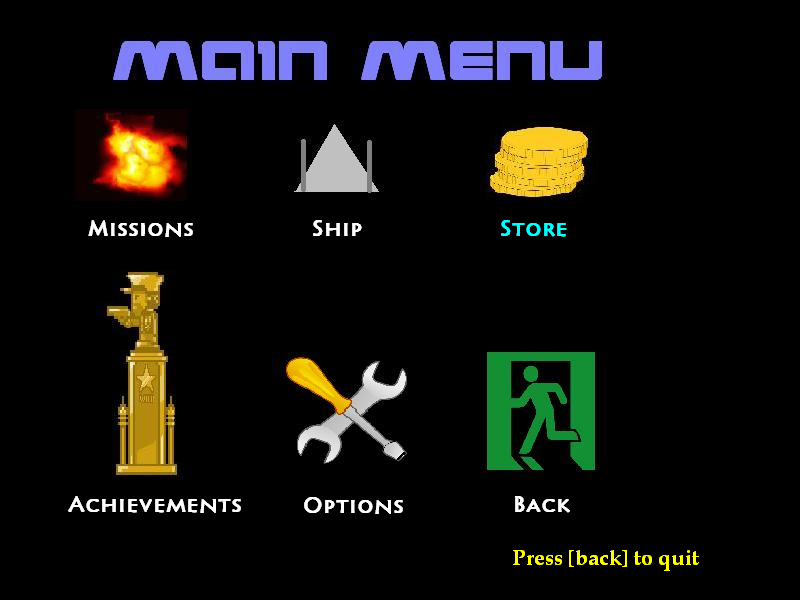 Main Menu
Missions
Ship
Store
Achievements
Options
Back
Press [back] to quit